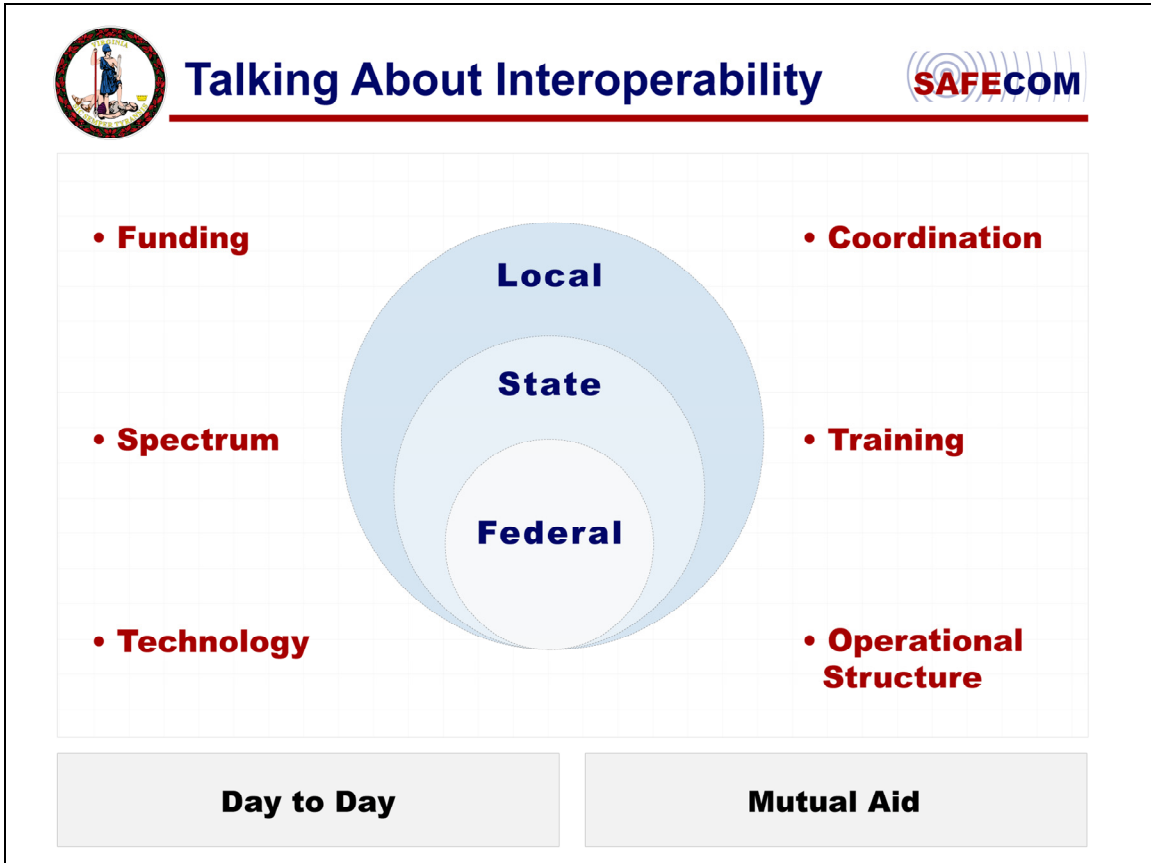 VIRGINIA
Talking About Interoperability
SAFECOM
• Funding
• Spectrum
• Technology
Local
State
Federal
• Coordination
• Training
• Operational
Structure
Day to Day
Mutual Aid